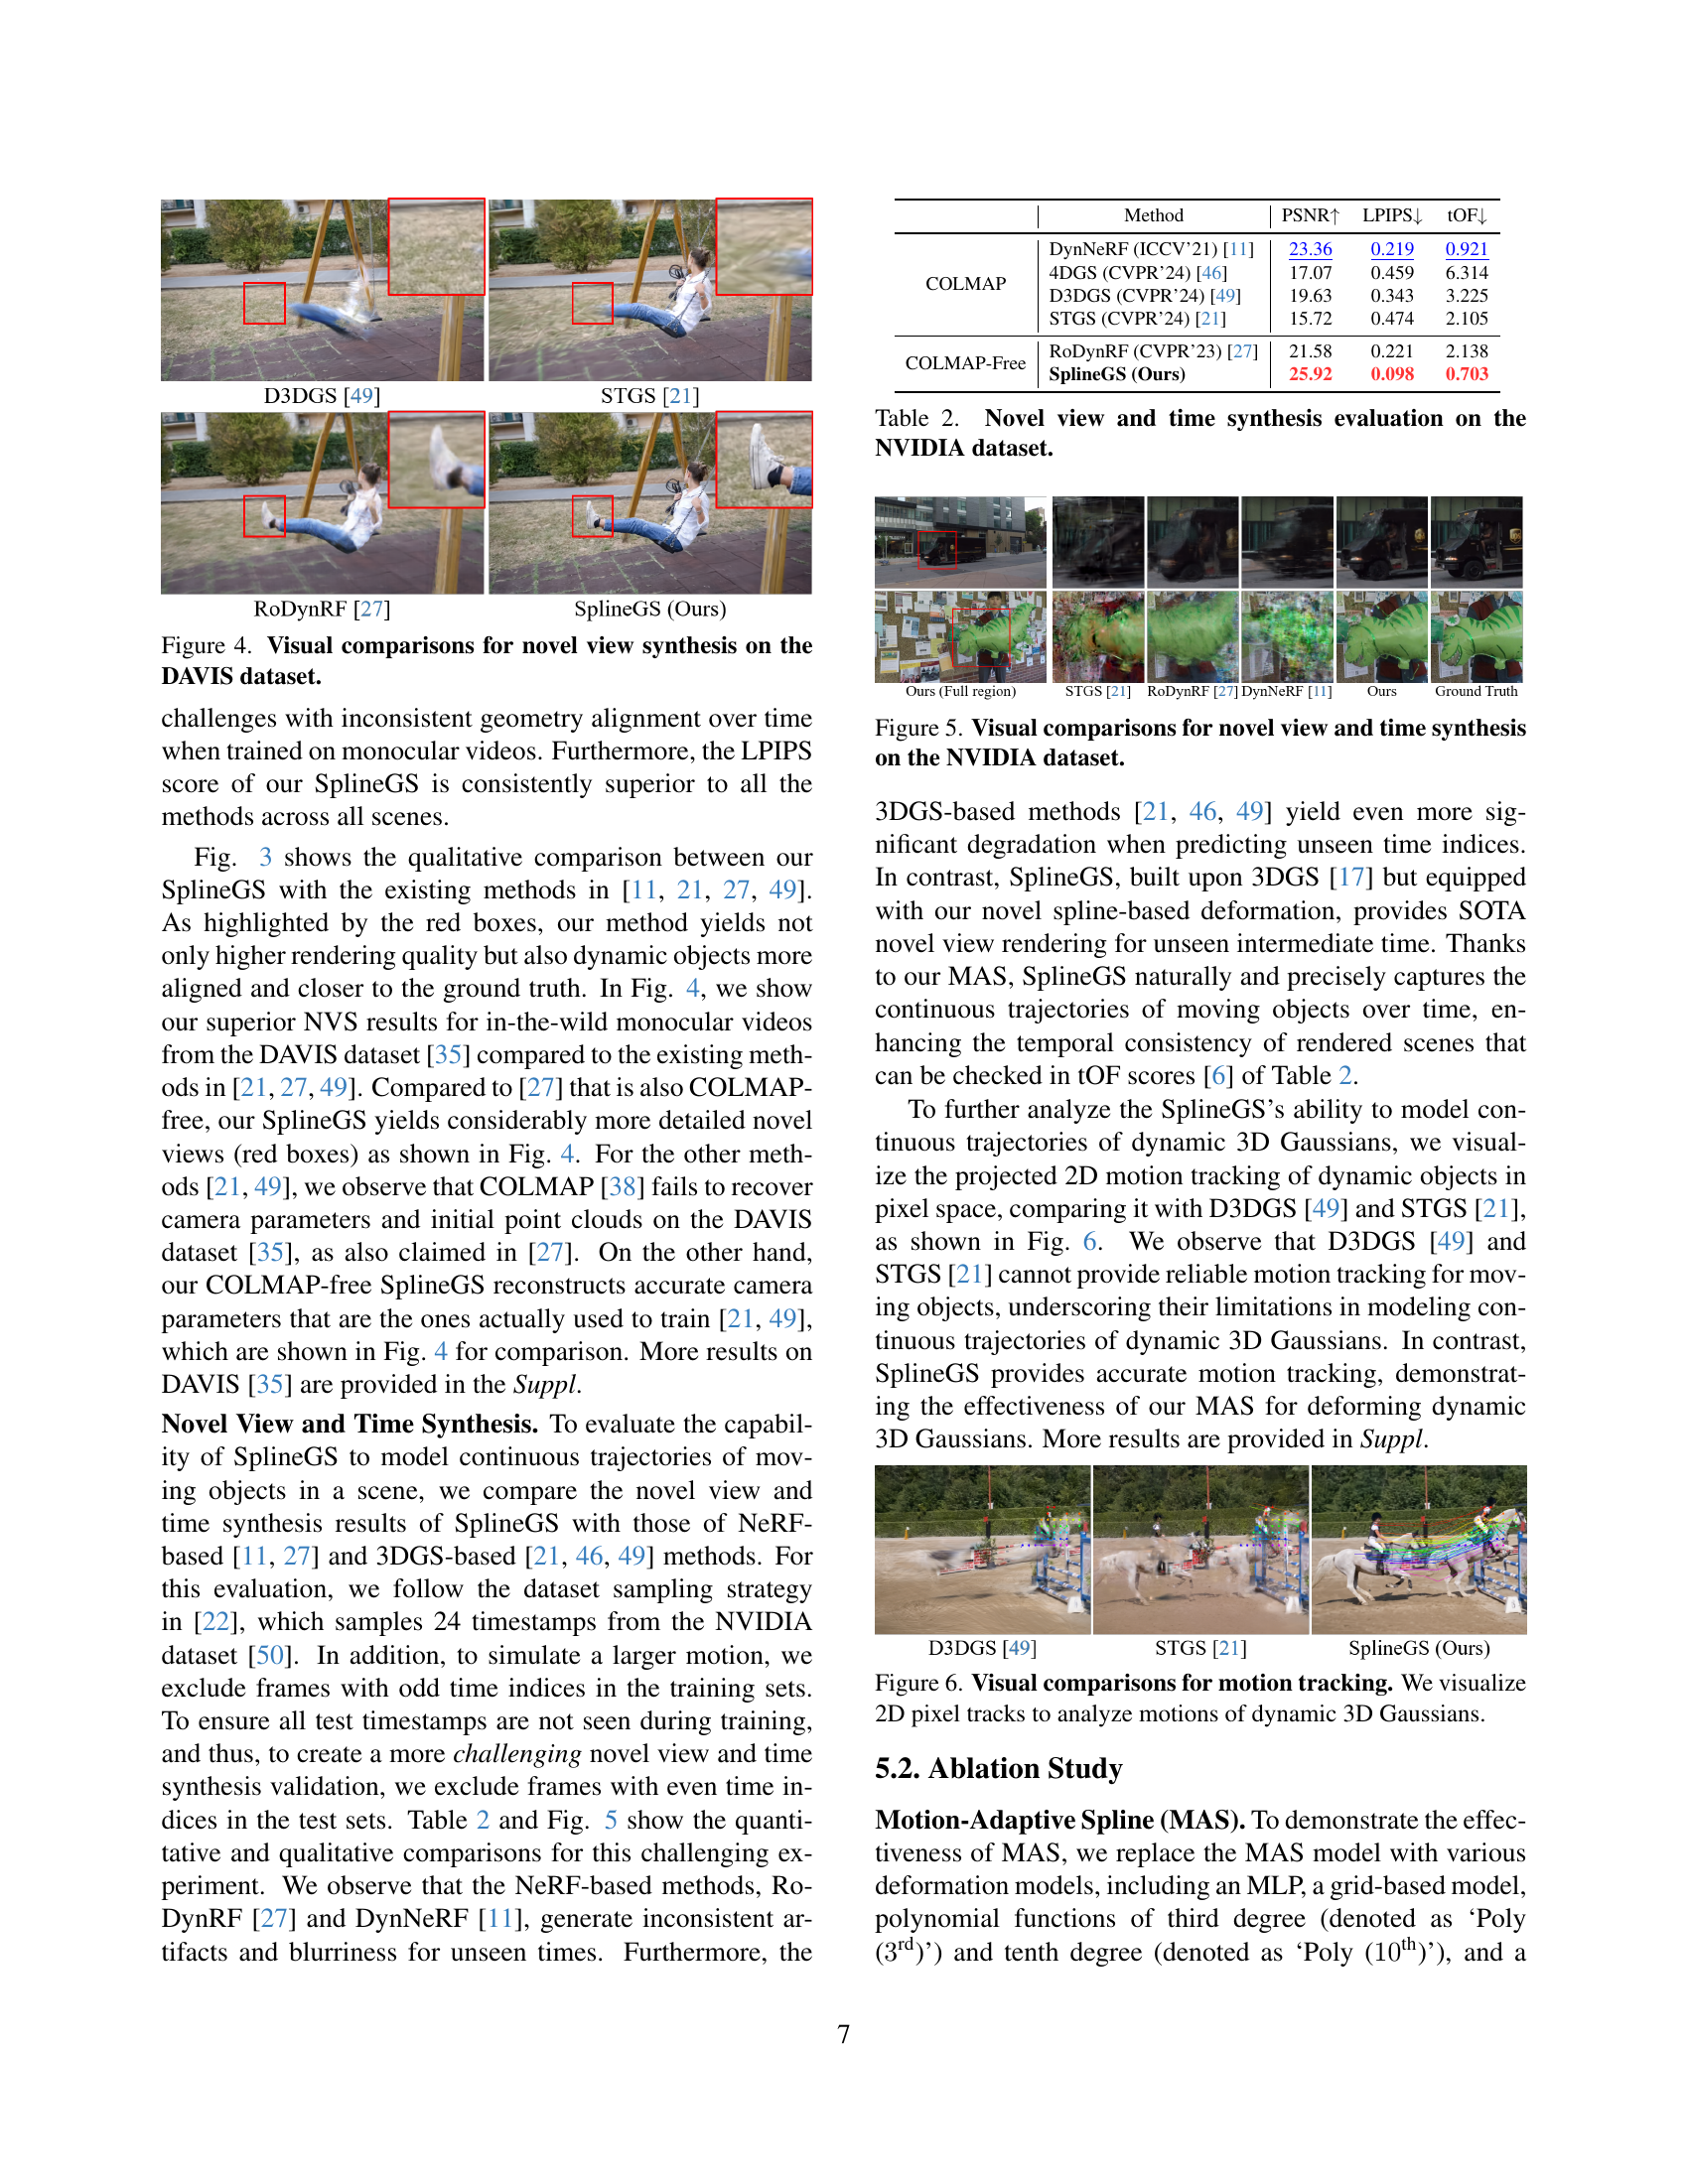 D3DGS [49]
STGS [21]
RoDynRF [27]
SplineGS (Ours)
Figure 4. Visual comparisons for novel view synthesis on the
DAVIS dataset.
challenges with inconsistent geometry alignment over time
when trained on monocular videos. Furthermore, the LPIPS
score of our SplineGS is consistently superior to all the
methods across all scenes.
Fig. 3 shows the qualitative comparison between our
SplineGS with the existing methods in [11, 21, 27, 49].
As highlighted by the red boxes, our method yields not
only higher rendering quality but also dynamic objects more
aligned and closer to the ground truth. In Fig. 4, we show
our superior NVS results for in-the-wild monocular videos
from the DAVIS dataset [35] compared to the existing meth-
ods in [21, 27, 49]. Compared to [27] that is also COLMAP-
free, our SplineGS yields considerably more detailed novel
views (red boxes) as shown in Fig. 4. For the other meth-
ods [21, 49], we observe that COLMAP [38] fails to recover
camera parameters and initial point clouds on the DAVIS
dataset [35], as also claimed in [27]. On the other hand,
our COLMAP-free SplineGS reconstructs accurate camera
parameters that are the ones actually used to train [21, 49],
which are shown in Fig. 4 for comparison. More results on
DAVIS [35] are provided in the Suppl.
Novel View and Time Synthesis. To evaluate the capabil-
ity of SplineGS to model continuous trajectories of mov-
ing objects in a scene, we compare the novel view and
time synthesis results of SplineGS with those of NeRF-
based [11, 27] and 3DGS-based [21, 46, 49] methods. For
this evaluation, we follow the dataset sampling strategy
in [22], which samples 24 timestamps from the NVIDIA
dataset [50]. In addition, to simulate a larger motion, we
exclude frames with odd time indices in the training sets.
To ensure all test timestamps are not seen during training,
and thus, to create a more challenging novel view and time
synthesis validation, we exclude frames with even time in-
dices in the test sets. Table 2 and Fig. 5 show the quanti-
tative and qualitative comparisons for this challenging ex-
periment. We observe that the NeRF-based methods, Ro-
DynRF [27] and DynNeRF [11], generate inconsistent ar-
tifacts and blurriness for unseen times. Furthermore, the
Method PSNR↑ LPIPS↓ tOF↓
COLMAP
DynNeRF (ICCV'21) [11] 23.36 0.219 0.921
4DGS (CVPR'24) [46] 17.07 0.459 6.314
D3DGS (CVPR'24) [49] 19.63 0.343 3.225
STGS (CVPR'24) [21] 15.72 0.474 2.105
COLMAP-Free
RoDynRF (CVPR'23) [27] 21.58 0.221 2.138
SplineGS (Ours) 25.92 0.098 0.703
Table 2. Novel view and time synthesis evaluation on the
NVIDIA dataset.
Ours (Full region) STGS [21] RoDynRF [27] DynNeRF [11] Ours Ground Truth
Figure 5. Visual comparisons for novel view and time synthesis
on the NVIDIA dataset.
3DGS-based methods [21, 46, 49] yield even more sig-
nificant degradation when predicting unseen time indices.
In contrast, SplineGS, built upon 3DGS [17] but equipped
with our novel spline-based deformation, provides SOTA
novel view rendering for unseen intermediate time. Thanks
to our MAS, SplineGS naturally and precisely captures the
continuous trajectories of moving objects over time, en-
hancing the temporal consistency of rendered scenes that
can be checked in tOF scores [6] of Table 2.
To further analyze the SplineGS's ability to model con-
tinuous trajectories of dynamic 3D Gaussians, we visual-
ize the projected 2D motion tracking of dynamic objects in
pixel space, comparing it with D3DGS [49] and STGS [21],
as shown in Fig. 6. We observe that D3DGS [49] and
STGS [21] cannot provide reliable motion tracking for mov-
ing objects, underscoring their limitations in modeling con-
tinuous trajectories of dynamic 3D Gaussians. In contrast,
SplineGS provides accurate motion tracking, demonstrat-
ing the effectiveness of our MAS for deforming dynamic
3D Gaussians. More results are provided in Suppl.
D3DGS [49] STGS [21] SplineGS (Ours)
Figure 6. Visual comparisons for motion tracking. We visualize
2D pixel tracks to analyze motions of dynamic 3D Gaussians.
5.2. Ablation Study
Motion-Adaptive Spline (MAS). To demonstrate the effec-
tiveness of MAS, we replace the MAS model with various
deformation models, including an MLP, a grid-based model,
polynomial functions of third degree (denoted as 'Poly
(3rd)') and tenth degree (denoted as 'Poly (10th)'), and a
7